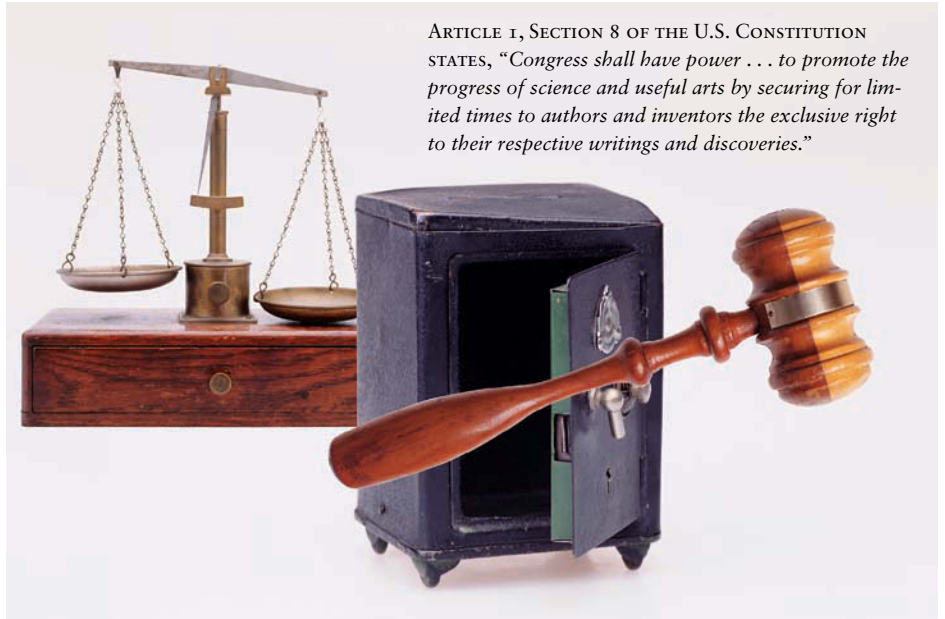 ARTICLE 1, SECTION 8 OF THE U.S. CONSTITUTION
STATES, “Congress shall have power . . . to promote the
progress of science and useful arts by securing for lim-
ited times to authors and inventors the exclusive right
to their respective writings and discoveries.”